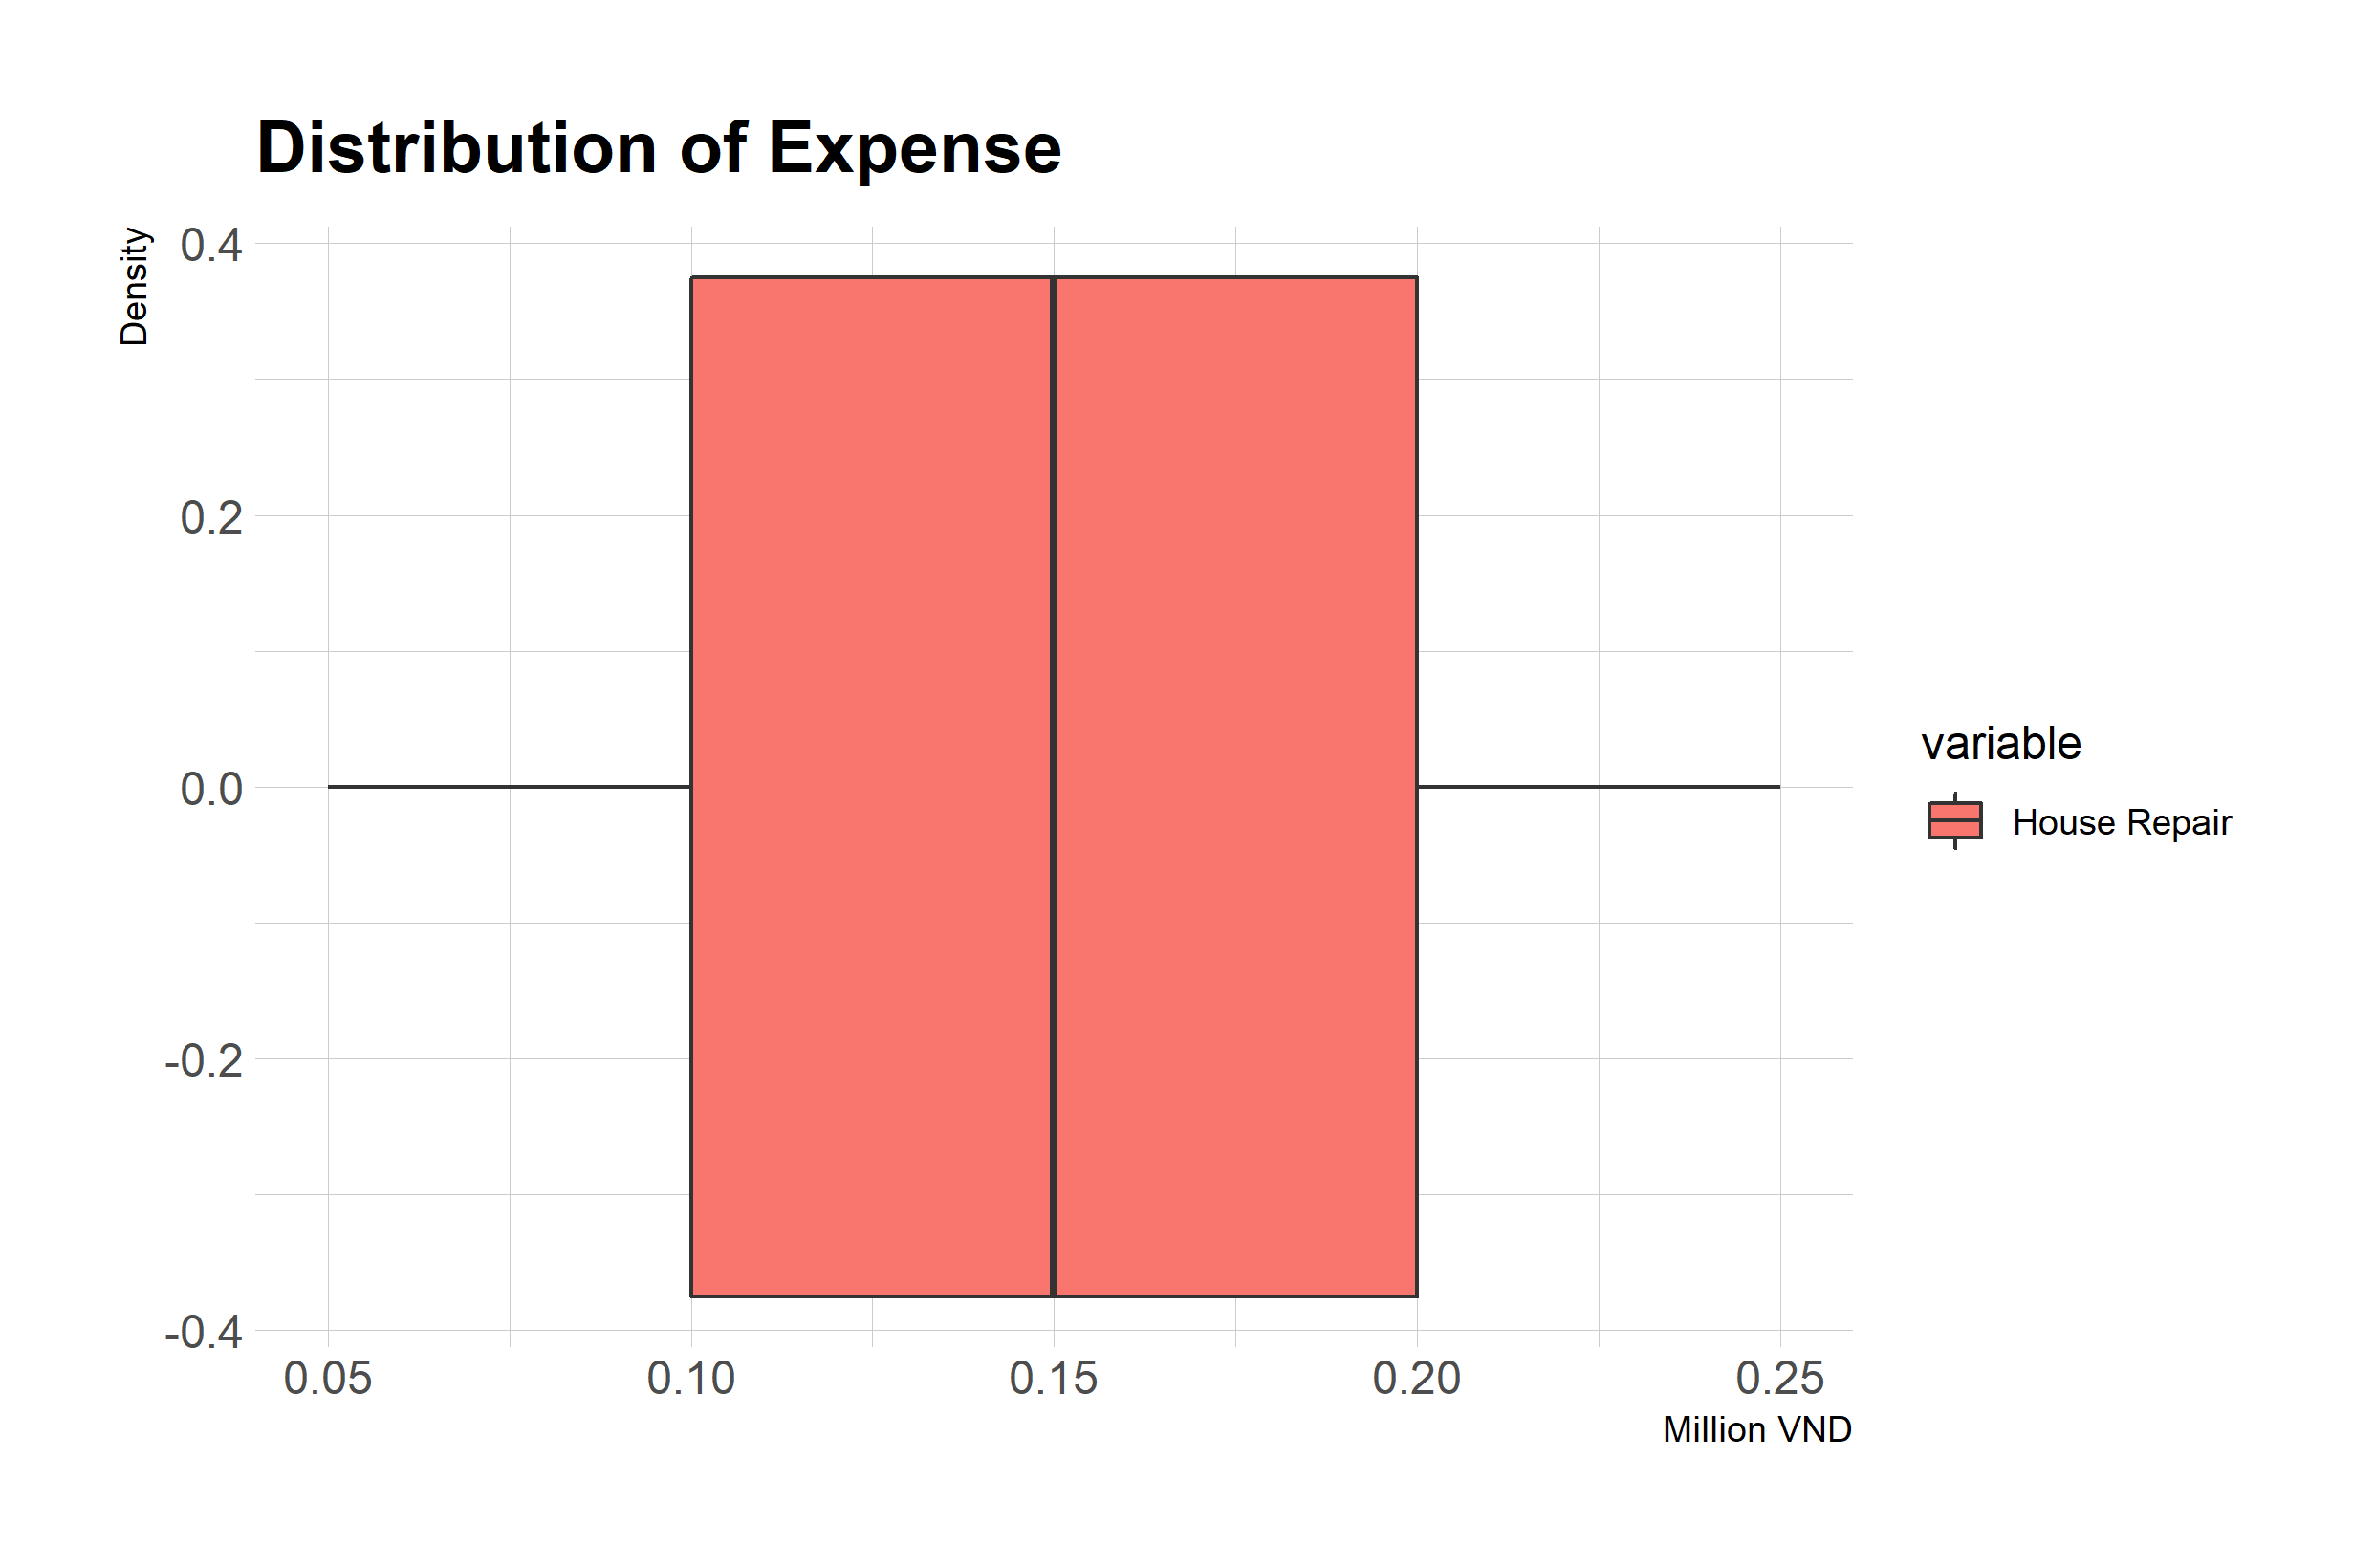 Distribution of Expense
Density
0.4
0.2
0.0
-0.2
-0.4
0.05 0.10 0.15 0.20 0.25
Million VND
variable
House Repair